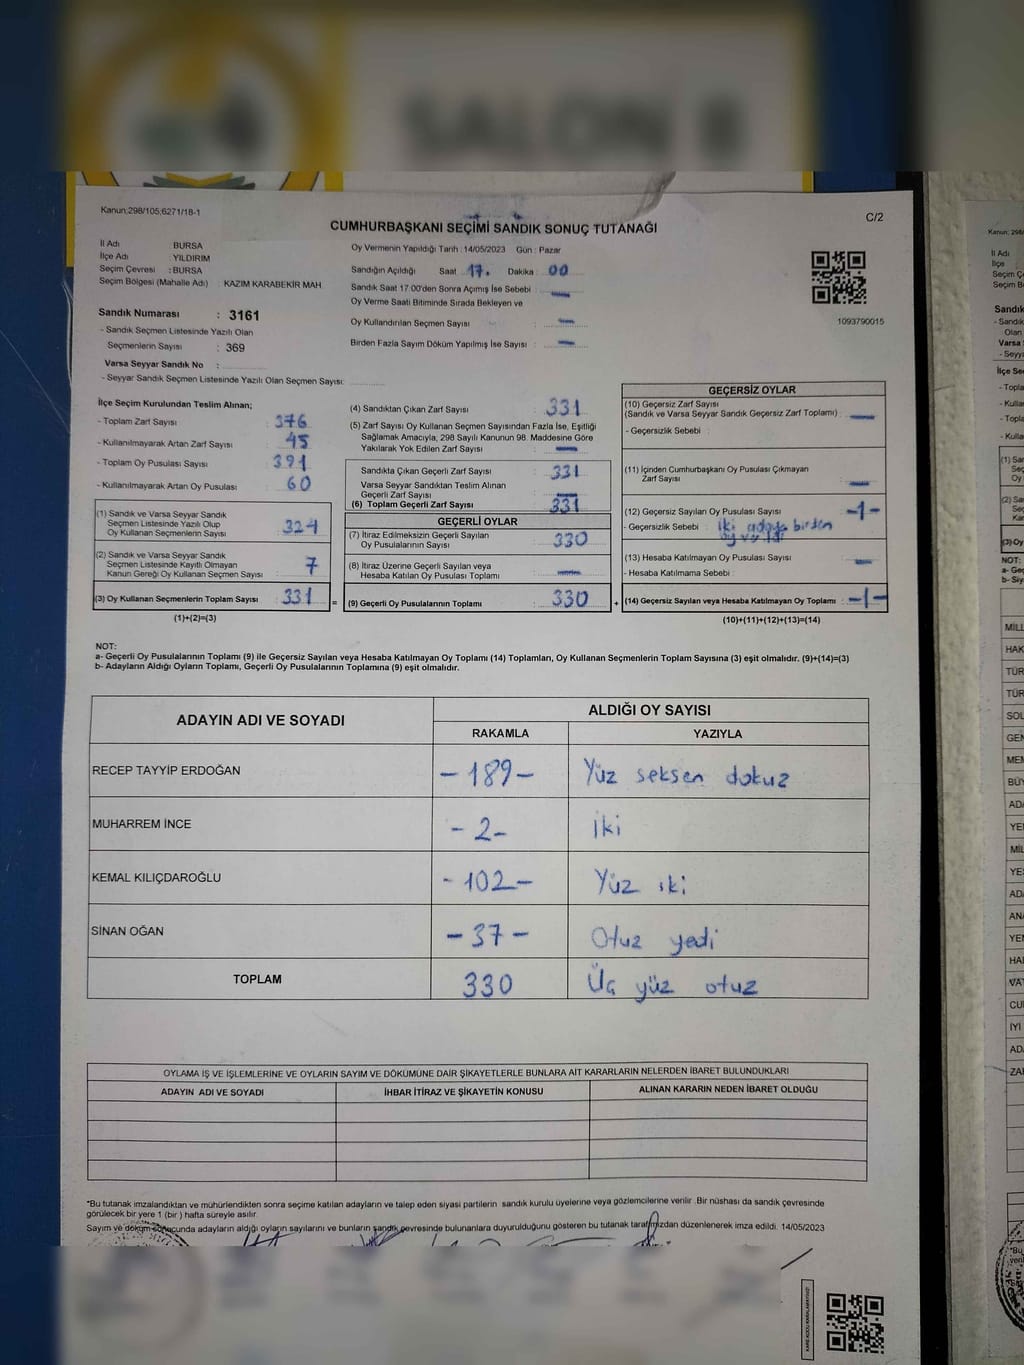 Kanun;298/105;6271/18-1
C/2
CUMHURBAŞKANI SEÇİMİ SANDIK SONUÇ TUTANAĞI
İl Adı BURSA
İlçe Adı YILDIRIM
Seçim Çevresi : BURSA
Seçim Bölgesi (Mahalle Adı) : KAZIM KARABEKİR MAH.
Sandık Numarası : 3161
- Sandık Seçmen Listesinde Yazılı Olan
Seçmenlerin Sayısı : 369
Varsa Seyyar Sandık No :
- Seyyar Sandık Seçmen Listesinde Yazılı Olan Seçmen Sayısı:
Oy Vermenin Yapıldığı Tarih : 14/05/2023 Gün : Pazar
Sandığın Açıldığı Saat : 17. Dakika : 00
Sandık Saat 17.00'den Sonra Açımış İse Sebebi : —
Oy Verme Saati Bitiminde Sırada Bekleyen ve
Oy Kullandırılan Seçmen Sayısı : —
Birden Fazla Sayım Döküm Yapılmış İse Sayısı : —
1093790015
İlçe Seçim Kurulundan Teslim Alınan;
- Toplam Zarf Sayısı : 376
- Kullanılmayarak Artan Zarf Sayısı : 45
- Toplam Oy Pusulası Sayısı : 391
- Kullanılmayarak Artan Oy Pusulası : 60
(1) Sandık ve Varsa Seyyar Sandık
Seçmen Listesinde Yazılı Olup
Oy Kullanan Seçmenlerin Sayısı : 324
(2) Sandık ve Varsa Seyyar Sandık
Seçmen Listesinde Kayıtlı Olmayan
Kanun Gereği Oy Kullanan Seçmen Sayısı : 7
(3) Oy Kullanan Seçmenlerin Toplam Sayısı : 331 =
(1)+(2)=(3)
(4) Sandıktan Çıkan Zarf Sayısı : 331
(5) Zarf Sayısı Oy Kullanan Seçmen Sayısından Fazla İse, Eşitliği
Sağlamak Amacıyla; 298 Sayılı Kanunun 98. Maddesine Göre
Yakılarak Yok Edilen Zarf Sayısı : —
Sandıkta Çıkan Geçerli Zarf Sayısı : 331
Varsa Seyyar Sandıktan Teslim Alınan
Geçerli Zarf Sayısı : —
(6) Toplam Geçerli Zarf Sayısı : 331
GEÇERLİ OYLAR
(7) İtiraz Edilmeksizin Geçerli Sayılan
Oy Pusulalarının Sayısı : 330
(8) İtiraz Üzerine Geçerli Sayılan veya
Hesaba Katılan Oy Pusulası Toplamı : —
(9) Geçerli Oy Pusulalarının Toplamı : 330 +
GEÇERSİZ OYLAR
(10) Geçersiz Zarf Sayısı
(Sandık ve Varsa Seyyar Sandık Geçersiz Zarf Toplamı) : —
- Geçersizlik Sebebi :
(11) İçinden Cumhurbaşkanı Oy Pusulası Çıkmayan
Zarf Sayısı : —
(12) Geçersiz Sayılan Oy Pusulası Sayısı : -1-
- Geçersizlik Sebebi : iki adaya birden
oy
(13) Hesaba Katılmayan Oy Pusulası Sayısı : —
- Hesaba Katılmama Sebebi :
(14) Geçersiz Sayılan veya Hesaba Katılmayan Oy Toplamı : -1-
(10)+(11)+(12)+(13)=(14)
NOT:
a- Geçerli Oy Pusulalarının Toplamı (9) ile Geçersiz Sayılan veya Hesaba Katılmayan Oy Toplamı (14) Toplamları, Oy Kullanan Seçmenlerin Toplam Sayısına (3) eşit olmalıdır. (9)+(14)=(3)
b- Adayların Aldığı Oyların Toplamı, Geçerli Oy Pusulalarının Toplamına (9) eşit olmalıdır.
ADAYIN ADI VE SOYADI
ALDIĞI OY SAYISI
RAKAMLA YAZIYLA
RECEP TAYYİP ERDOĞAN -189- Yüz seksen dokuz
MUHARREM İNCE -2- iki
KEMAL KILIÇDAROĞLU -102- Yüz iki
SİNAN OĞAN -37- Otuz yedi
TOPLAM 330 Üç yüz otuz
OYLAMA İŞ VE İŞLEMLERİNE VE OYLARIN SAYIM VE DÖKÜMÜNE DAİR ŞİKAYETLERLE BUNLARA AİT KARARLARIN NELERDEN İBARET BULUNDUKLARI
ADAYIN ADI VE SOYADI İHBAR İTİRAZ VE ŞİKAYETİN KONUSU ALINAN KARARIN NEDEN İBARET OLDUĞU
*Bu tutanak imzalandıktan ve mühürlendikten sonra seçime katılan adayların ve talep eden siyasi partilerin sandık kurulu üyelerine veya gözlemcilerine verilir. Bir nüshası da sandık çevresinde
görülecek bir yere 1 (bir ) hafta süreyle asılır.
Sayım ve döküm sonucunda adayların aldığı oyların sayılarını ve bunların sandık çevresinde bulunanlara duyurulduğunu gösteren bu tutanak tarafımızdan düzenlenerek imza edildi. 14/05/2023